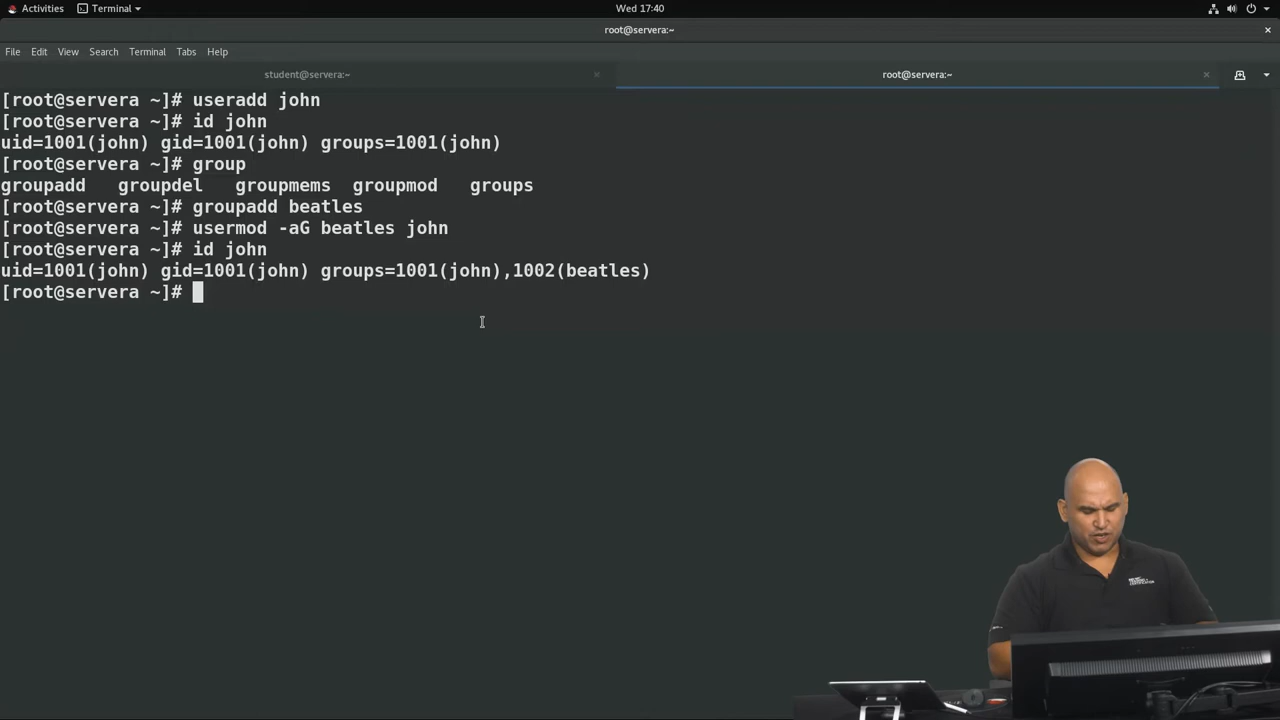 Activities Terminal Wed 17:40
root@servera:~
File Edit View Search Terminal Tabs Help
student@servera:~ root@servera:~
[root@servera ~]# useradd john
[root@servera ~]# id john
uid=1001(john) gid=1001(john) groups=1001(john)
[root@servera ~]# group
groupadd groupdel groupmems groupmod groups
[root@servera ~]# groupadd beatles
[root@servera ~]# usermod -aG beatles john
[root@servera ~]# id john
uid=1001(john) gid=1001(john) groups=1001(john),1002(beatles)
[root@servera ~]#